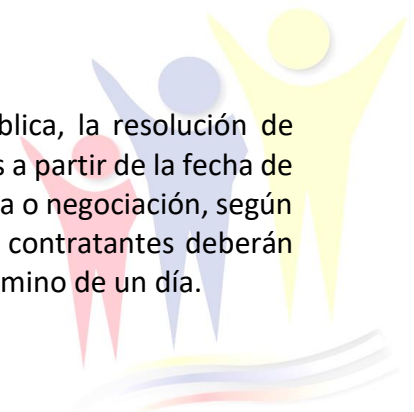 blica, la resolución de
s a partir de la fecha de
a o negociación, según
contratantes deberán
mino de un día.